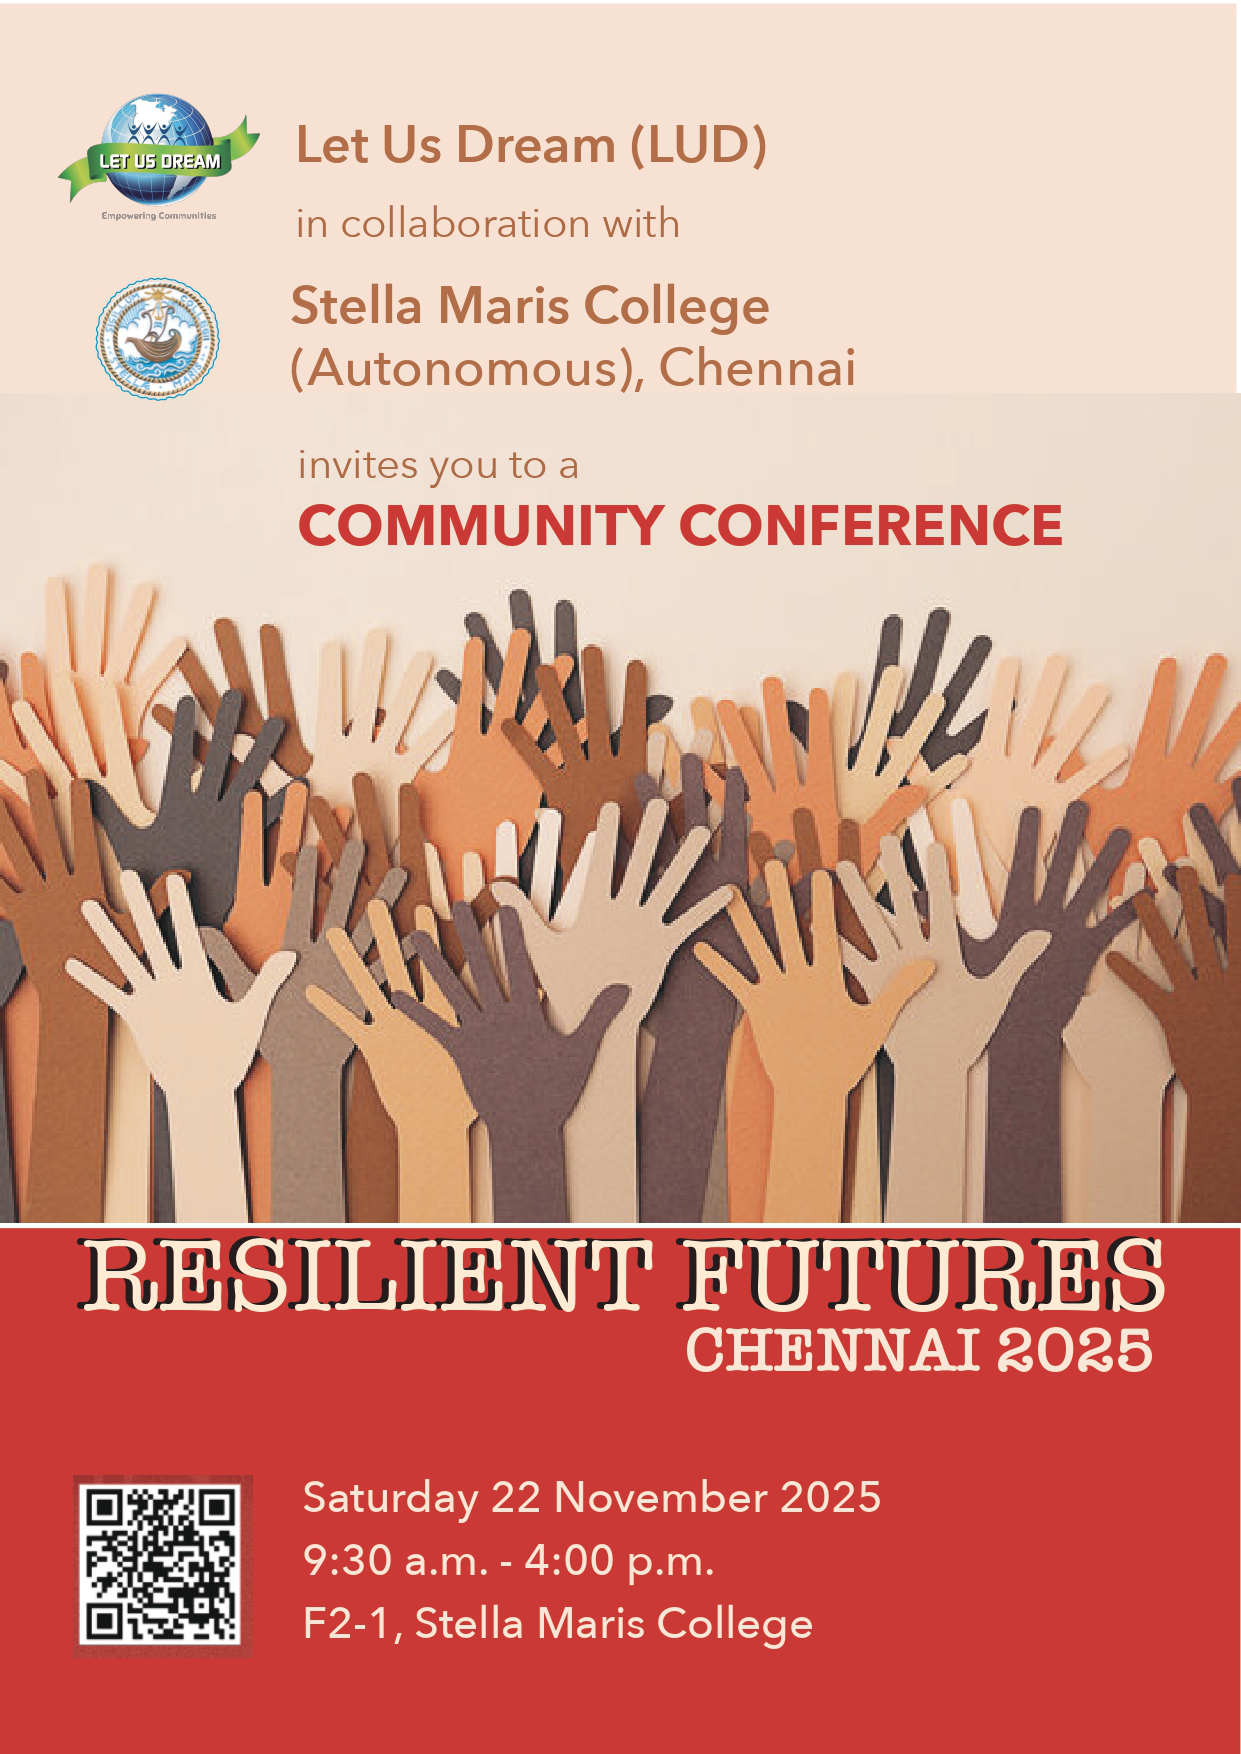 LET US DREAM
Empowering Communities
Let Us Dream (LUD)
in collaboration with
STELLA MARIS
Stella Maris College
(Autonomous), Chennai
invites you to a
COMMUNITY CONFERENCE
RESILIENT FUTURES
CHENNAI 2025
Saturday 22 November 2025
9:30 a.m. - 4:00 p.m.
F2-1, Stella Maris College